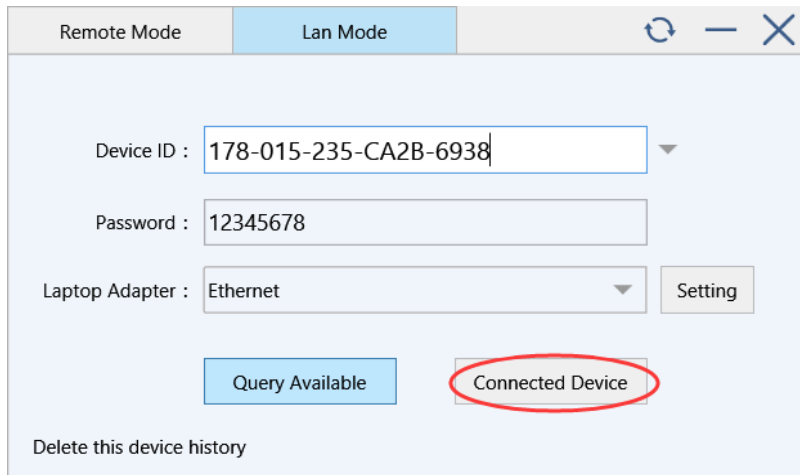 Remote Mode Lan Mode
Device ID : 178-015-235-CA2B-6938
Password : 12345678
Laptop Adapter : Ethernet Setting
Query Available Connected Device
Delete this device history